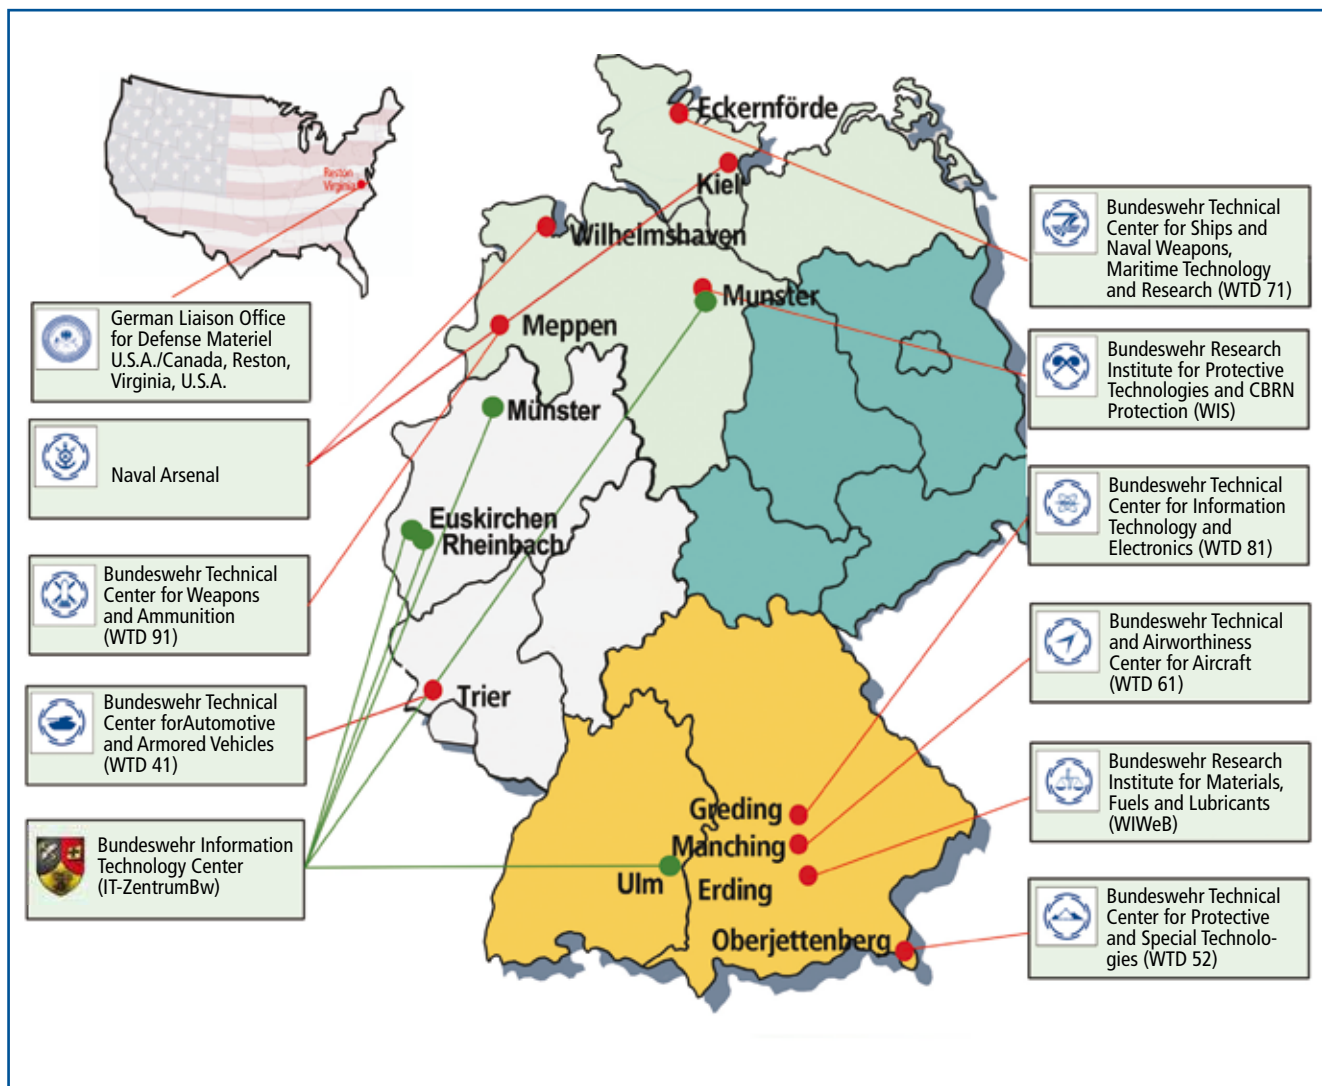 Reston
Virginia
German Liaison Office
for Defense Materiel
U.S.A./Canada, Reston,
Virginia, U.S.A.
Naval Arsenal
Bundeswehr Technical
Center for Weapons
and Ammunition
(WTD 91)
Bundeswehr Technical
Center forAutomotive
and Armored Vehicles
(WTD 41)
Bundeswehr Information
Technology Center
(IT-ZentrumBw)
Eckernförde
Kiel
Wilhelmshaven
Munster
Meppen
Münster
Euskirchen
Rheinbach
Trier
Greding
Manching
Ulm
Erding
Oberjettenberg
Bundeswehr Technical
Center for Ships and
Naval Weapons,
Maritime Technology
and Research (WTD 71)
Bundeswehr Research
Institute for Protective
Technologies and CBRN
Protection (WIS)
Bundeswehr Technical
Center for Information
Technology and
Electronics (WTD 81)
Bundeswehr Technical
and Airworthiness
Center for Aircraft
(WTD 61)
Bundeswehr Research
Institute for Materials,
Fuels and Lubricants
(WIWeB)
Bundeswehr Technical
Center for Protective
and Special Technolo-
gies (WTD 52)